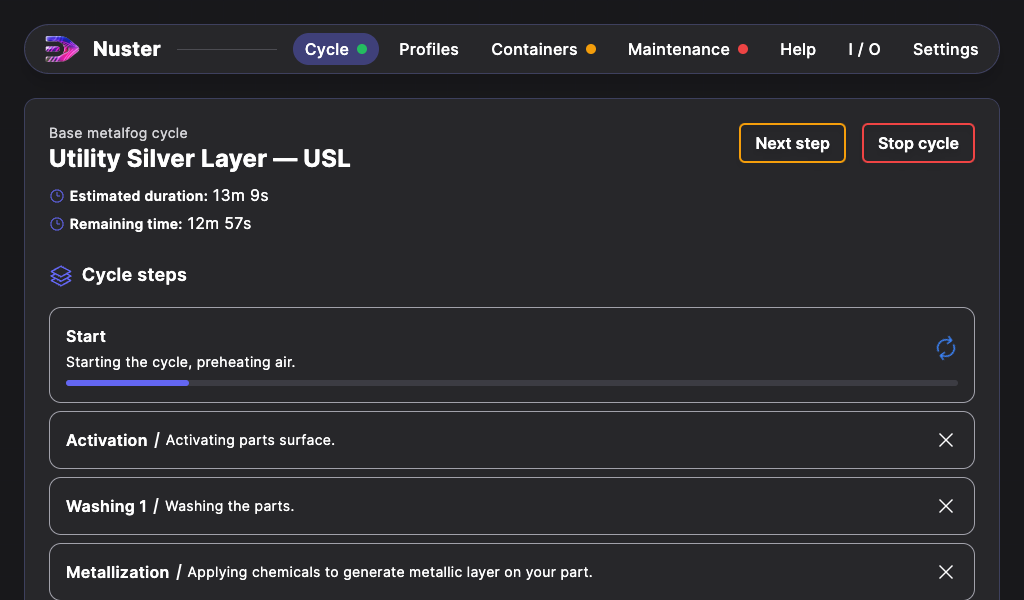 Nuster
Cycle
Profiles
Containers
Maintenance
Help
I / O
Settings
Base metalfog cycle
Utility Silver Layer — USL
Next step
Stop cycle
Estimated duration: 13m 9s
Remaining time: 12m 57s
Cycle steps
Start
Starting the cycle, preheating air.
Activation / Activating parts surface.
Washing 1 / Washing the parts.
Metallization / Applying chemicals to generate metallic layer on your part.